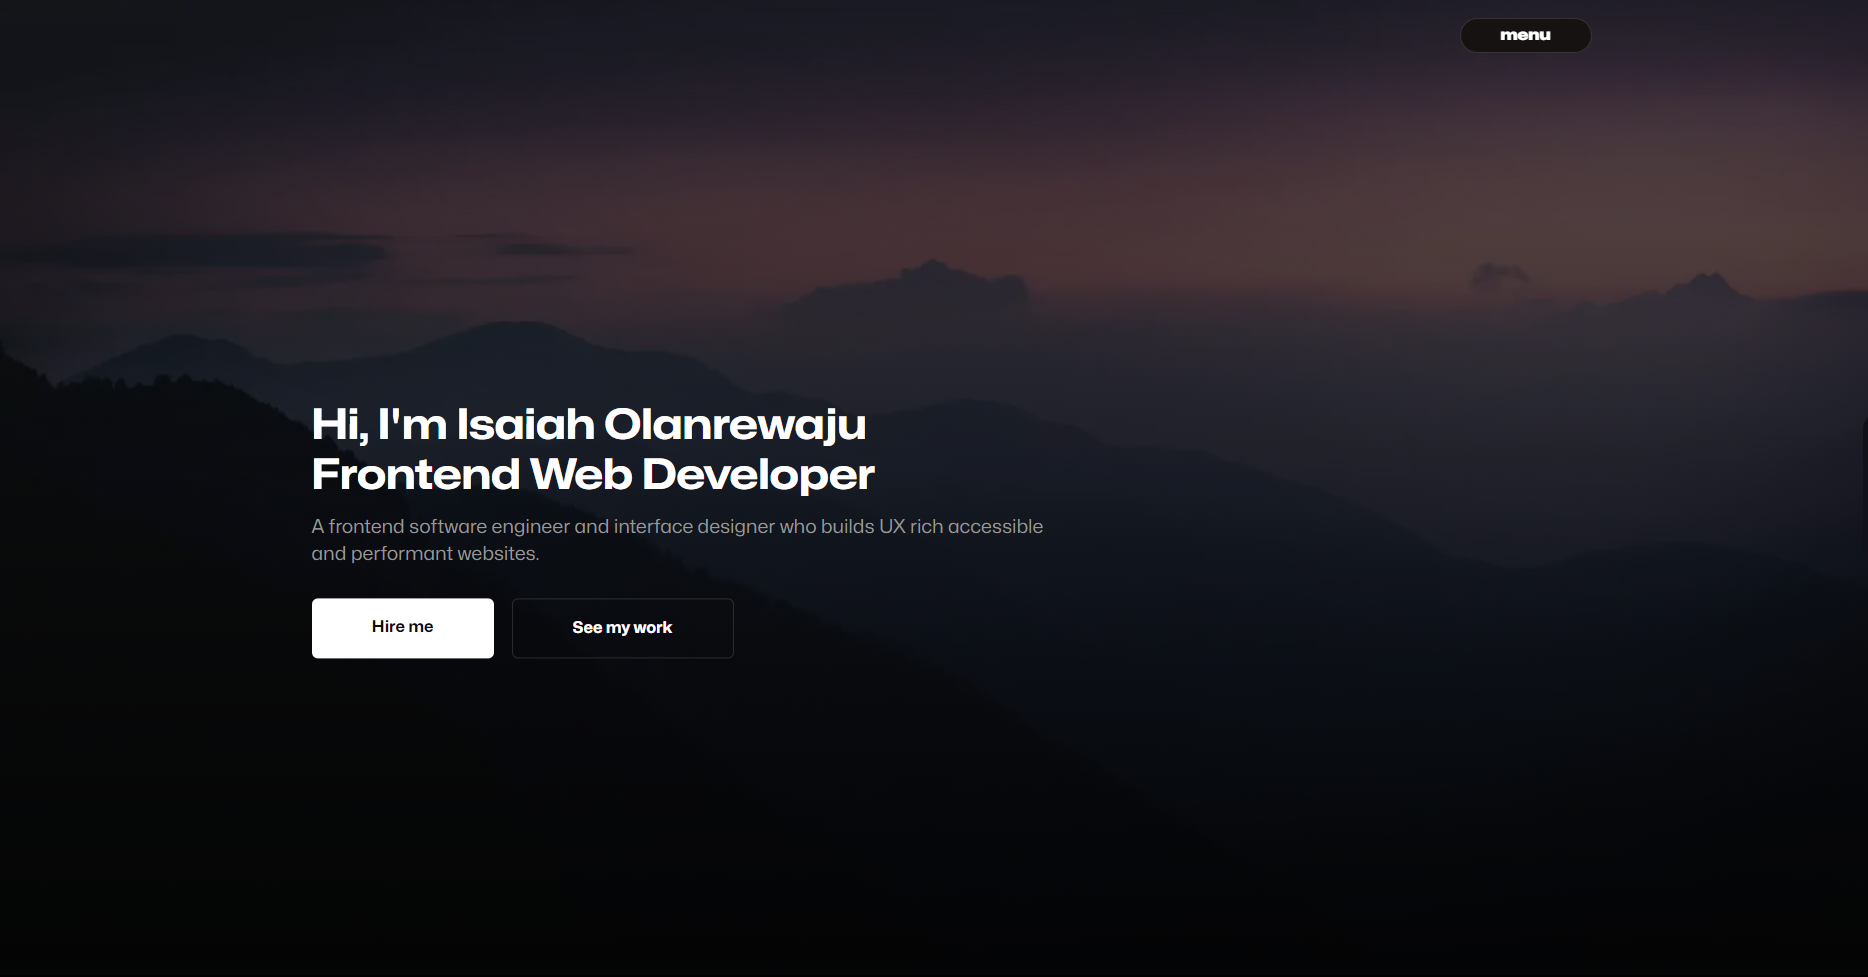 menu
Hi, I'm Isaiah Olanrewaju
Frontend Web Developer
A frontend software engineer and interface designer who builds UX rich accessible
and performant websites.
Hire me
See my work